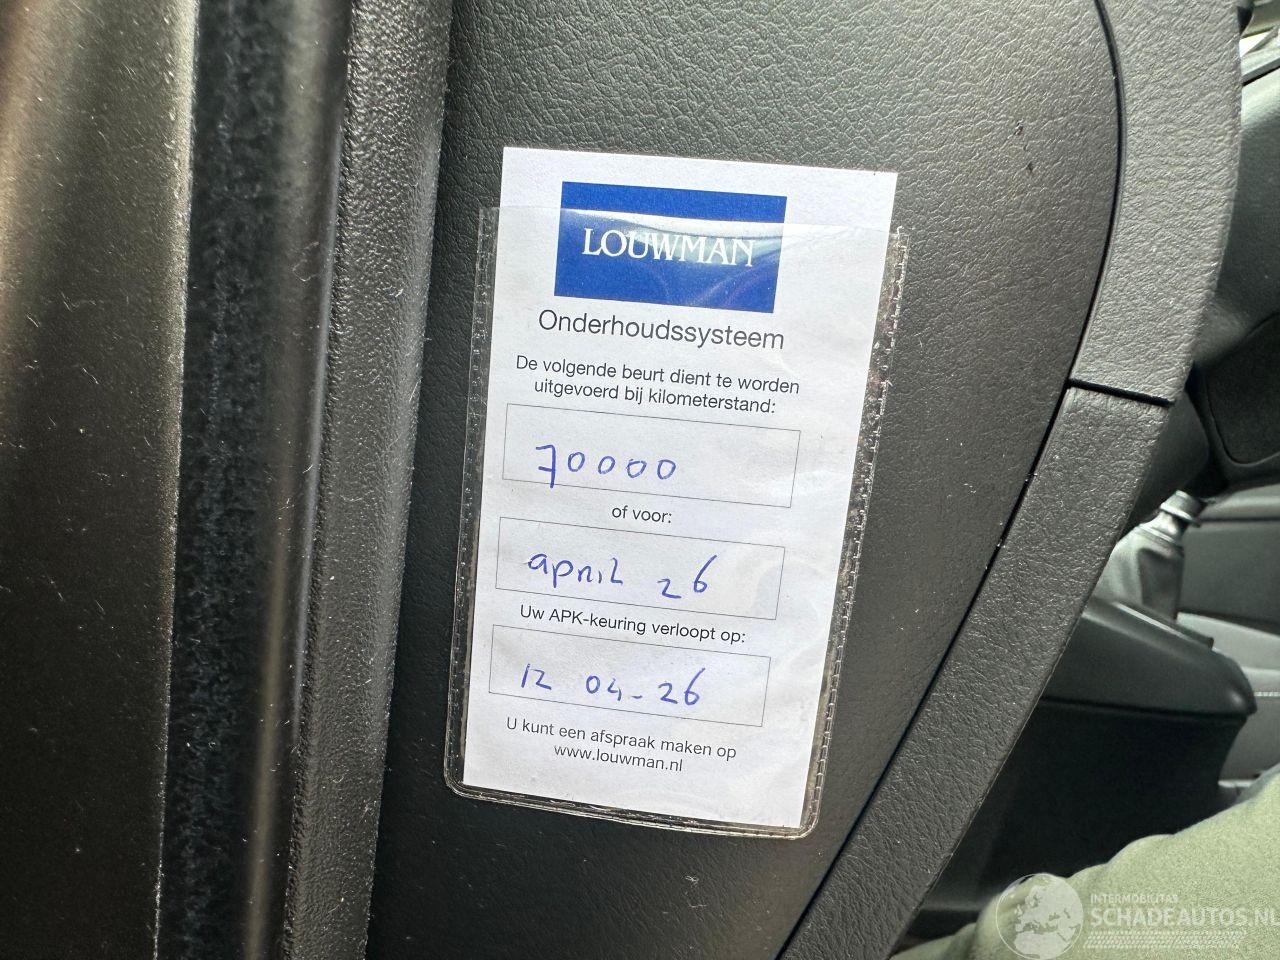 LOUWMAN
Onderhoudssysteem
De volgende beurt dient te worden
uitgevoerd bij kilometerstand:
70000
of voor:
april 26
Uw APK-keuring verloopt op:
12 04-26
U kunt een afspraak maken op
www.louwman.nl
INTERMOBILITAS
SCHADEAUTOS.NL